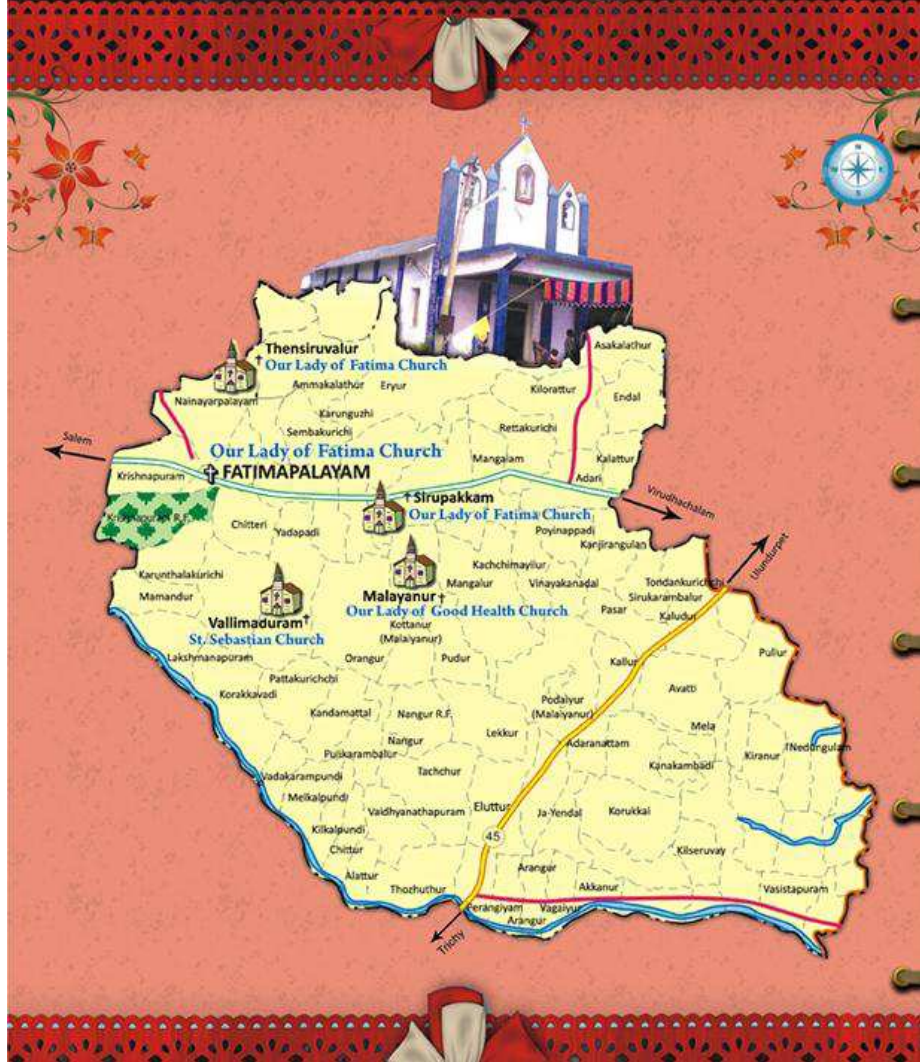 N
Asakalathur
Thensiruvalur
Our Lady of Fatima Church
Ammakalathur
Eryur
Kilorattur
Endal
Nainayarpalayam
Karunguzhi
Sembakurichi
Rettakurichi
Salem
Our Lady of Fatima Church
FATIMAPALAYAM
Mangalam
Kalattur
Krishnapuram
Adari
Sirupakkam
Our Lady of Fatima Church
Virudhachalam
Krishnapuram R.F.
Chitteri
Yadapadi
Poyinappadi
Kanjirangulan
Ulundurpet
Karunthalakurichi
Kachchimayilur
Mamandur
Mangalur
Vinayakanadal
Tondankurichchi
Sirukarambalur
Malayanur
Our Lady of Good Health Church
Pasar
Kaludur
Vallimaduram
St. Sebastian Church
Kottanur
(Malaiyanur)
Lakshmanapuram
Orangur
Pudur
Kallur
Pullur
Pattakurichchi
Korakkavadi
Avatti
Kandamattal
Nangur R.F.
Podaiyur
(Malaiyanur)
Mela
Lekkur
Nangur
Adaranattam
Nedungulam
Pulikarambalur
Kiranur
Kanakambadi
Vadakarampundi
Tachchur
Melkalpundi
Vaidhyanathapuram
Eluttur
Ja-Yendal
Korukkai
Kilkalpundi
45
Chittur
Kilseruvay
Alattur
Arangur
Thozhuthur
Akkanur
Vasistapuram
Perangiyam
Vagaiyur
Arangur
Trichy